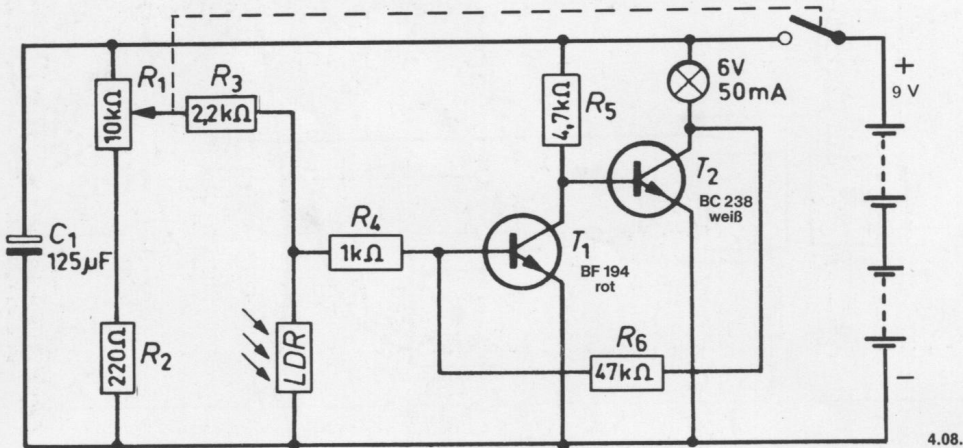 R1
10kΩ
R3
2,2kΩ
R2
220Ω
C1
125µF
LDR
R4
1kΩ
R5
4,7kΩ
T1
BF 194
rot
R6
47kΩ
6V
50mA
T2
BC 238
weiß
+
9 V
−
4.08.